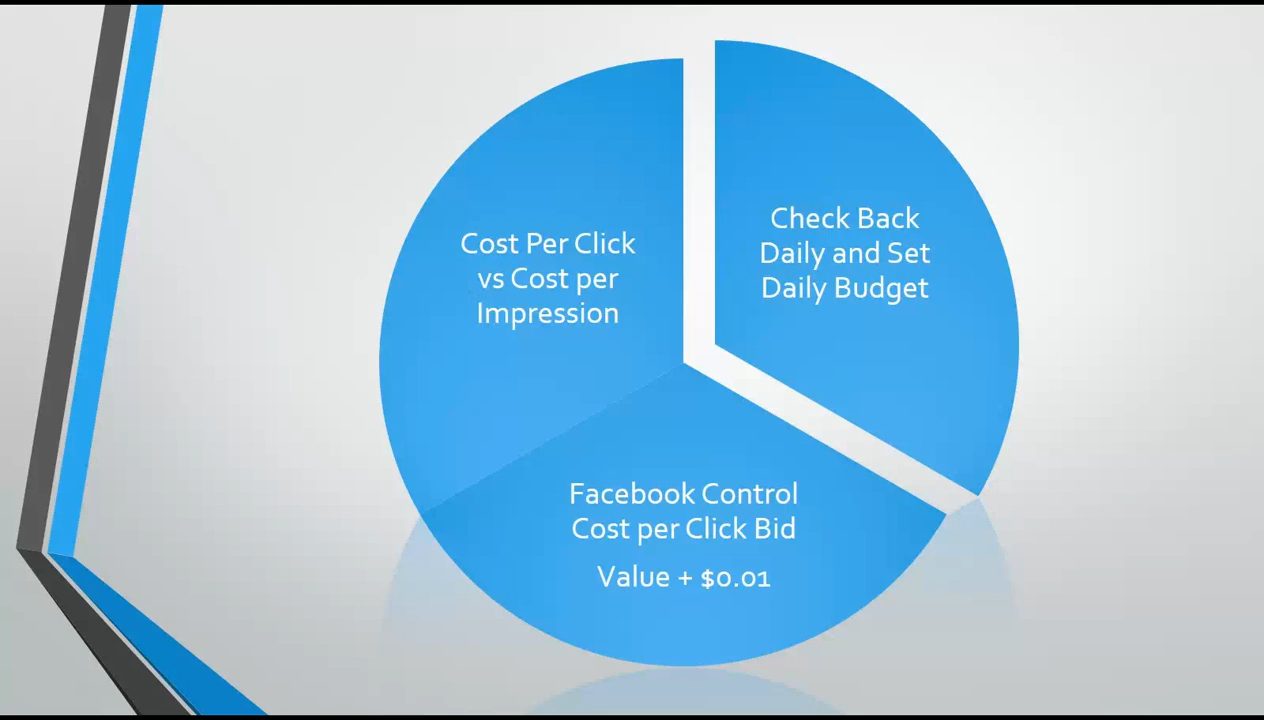 Cost Per Click
vs Cost per
Impression
Check Back
Daily and Set
Daily Budget
Facebook Control
Cost per Click Bid
Value + $0.01